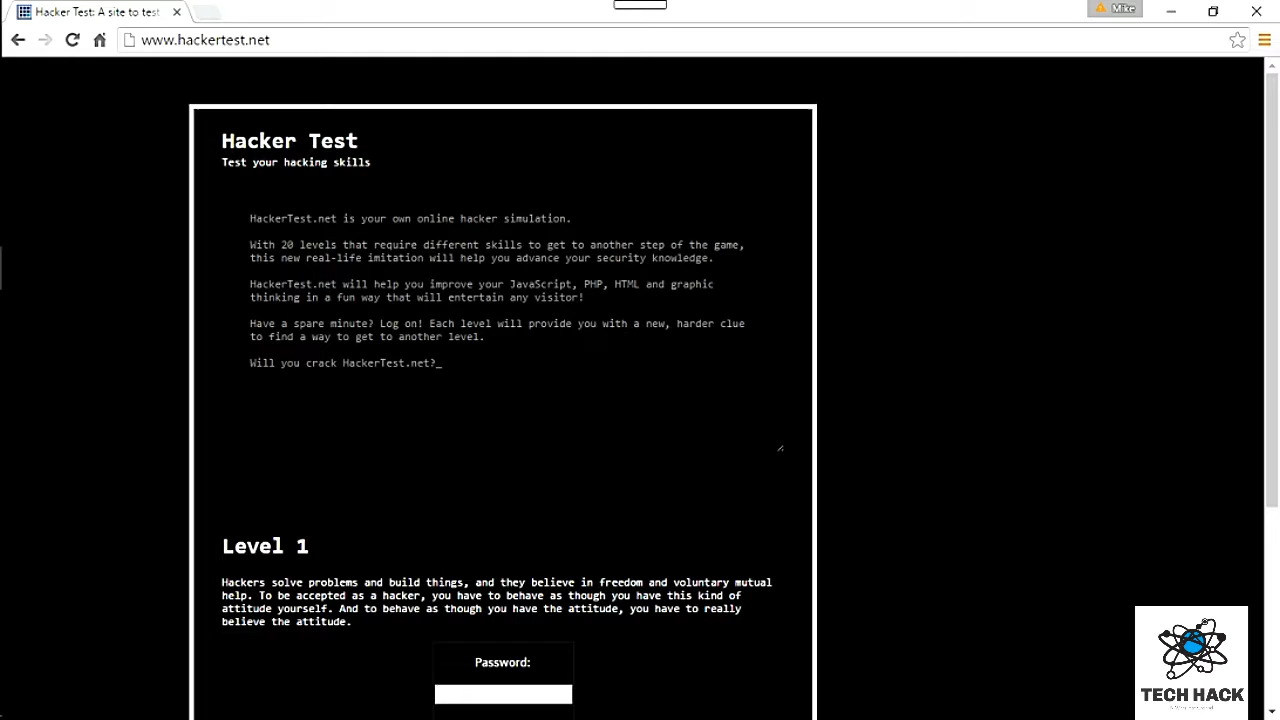 Hacker Test: A site to test
Mike
www.hackertest.net
Hacker Test
Test your hacking skills
HackerTest.net is your own online hacker simulation.
With 20 levels that require different skills to get to another step of the game,
this new real-life imitation will help you advance your security knowledge.
HackerTest.net will help you improve your JavaScript, PHP, HTML and graphic
thinking in a fun way that will entertain any visitor!
Have a spare minute? Log on! Each level will provide you with a new, harder clue
to find a way to get to another level.
Will you crack HackerTest.net?_
Level 1
Hackers solve problems and build things, and they believe in freedom and voluntary mutual
help. To be accepted as a hacker, you have to behave as though you have this kind of
attitude yourself. And to behave as though you have the attitude, you have to really
believe the attitude.
Password:
TECH HACK